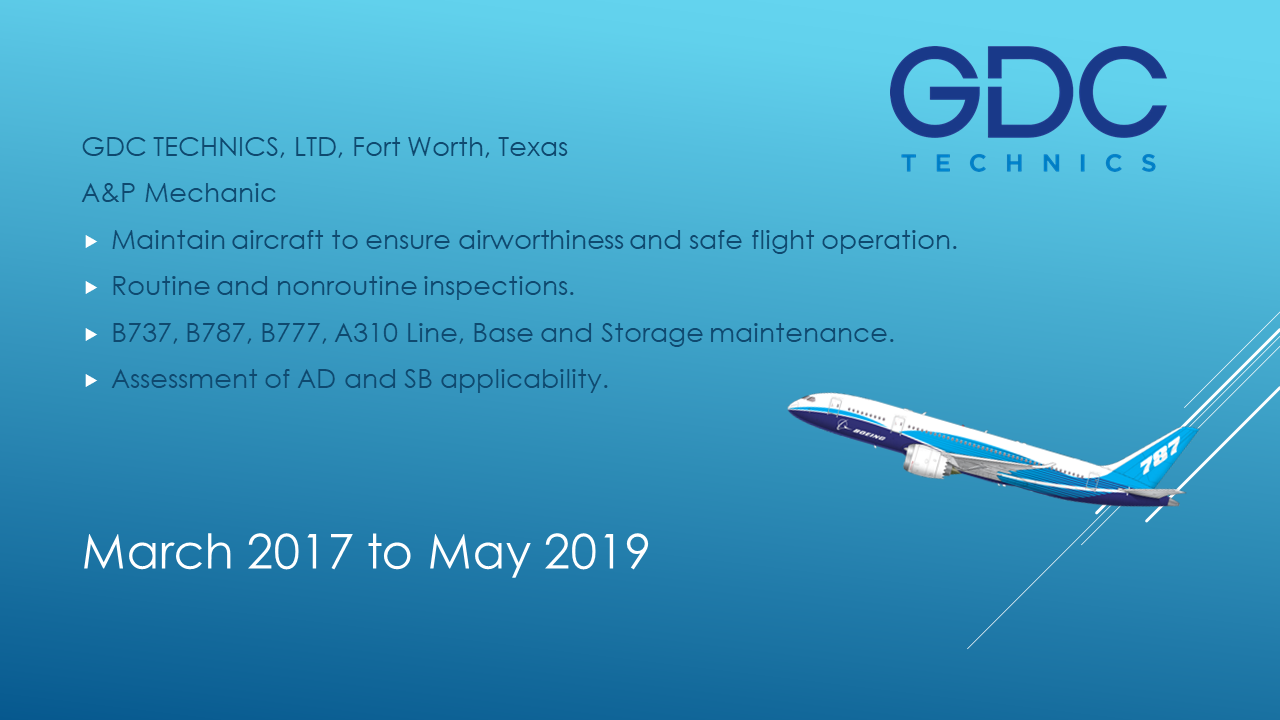 GDC
TECHNICS
GDC TECHNICS, LTD, Fort Worth, Texas
A&P Mechanic
Maintain aircraft to ensure airworthiness and safe flight operation.
Routine and nonroutine inspections.
B737, B787, B777, A310 Line, Base and Storage maintenance.
Assessment of AD and SB applicability.
BOEING
787
March 2017 to May 2019